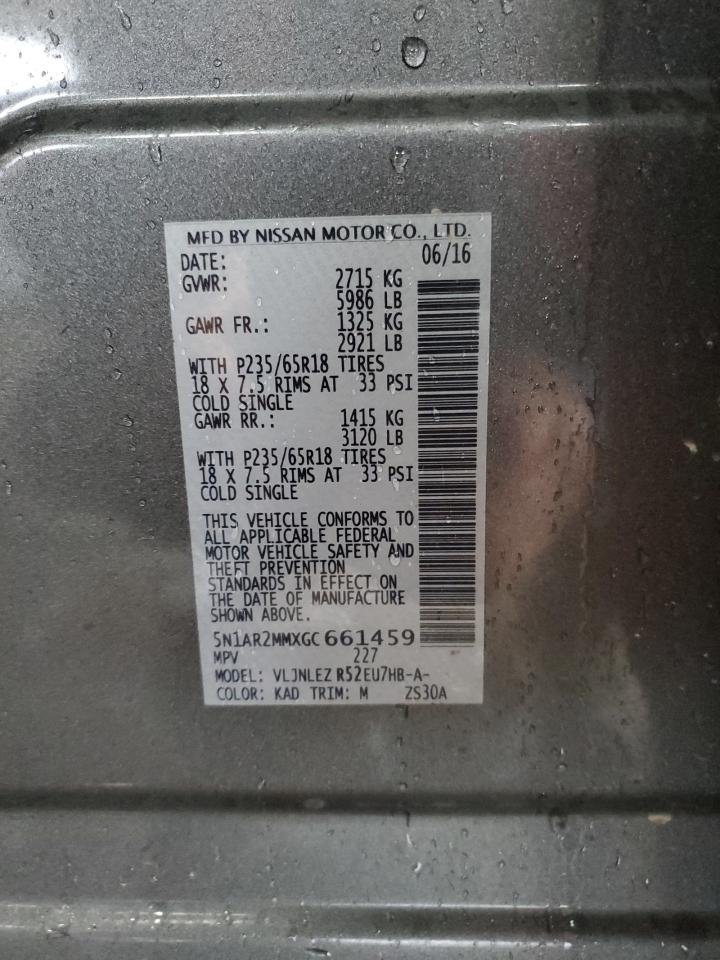 MFD BY NISSAN MOTOR CO., LTD.
DATE: 06/16
GVWR: 2715 KG
5986 LB
GAWR FR.: 1325 KG
2921 LB
WITH P235/65R18 TIRES
18 X 7.5 RIMS AT 33 PSI
COLD SINGLE
GAWR RR.: 1415 KG
3120 LB
WITH P235/65R18 TIRES
18 X 7.5 RIMS AT 33 PSI
COLD SINGLE
THIS VEHICLE CONFORMS TO
ALL APPLICABLE FEDERAL
MOTOR VEHICLE SAFETY AND
THEFT PREVENTION
STANDARDS IN EFFECT ON
THE DATE OF MANUFACTURE
SHOWN ABOVE.
5N1AR2MMXGC661459
MPV 227
MODEL: VLJNLEZ R52EU7HB-A-
COLOR: KAD TRIM: M ZS30A